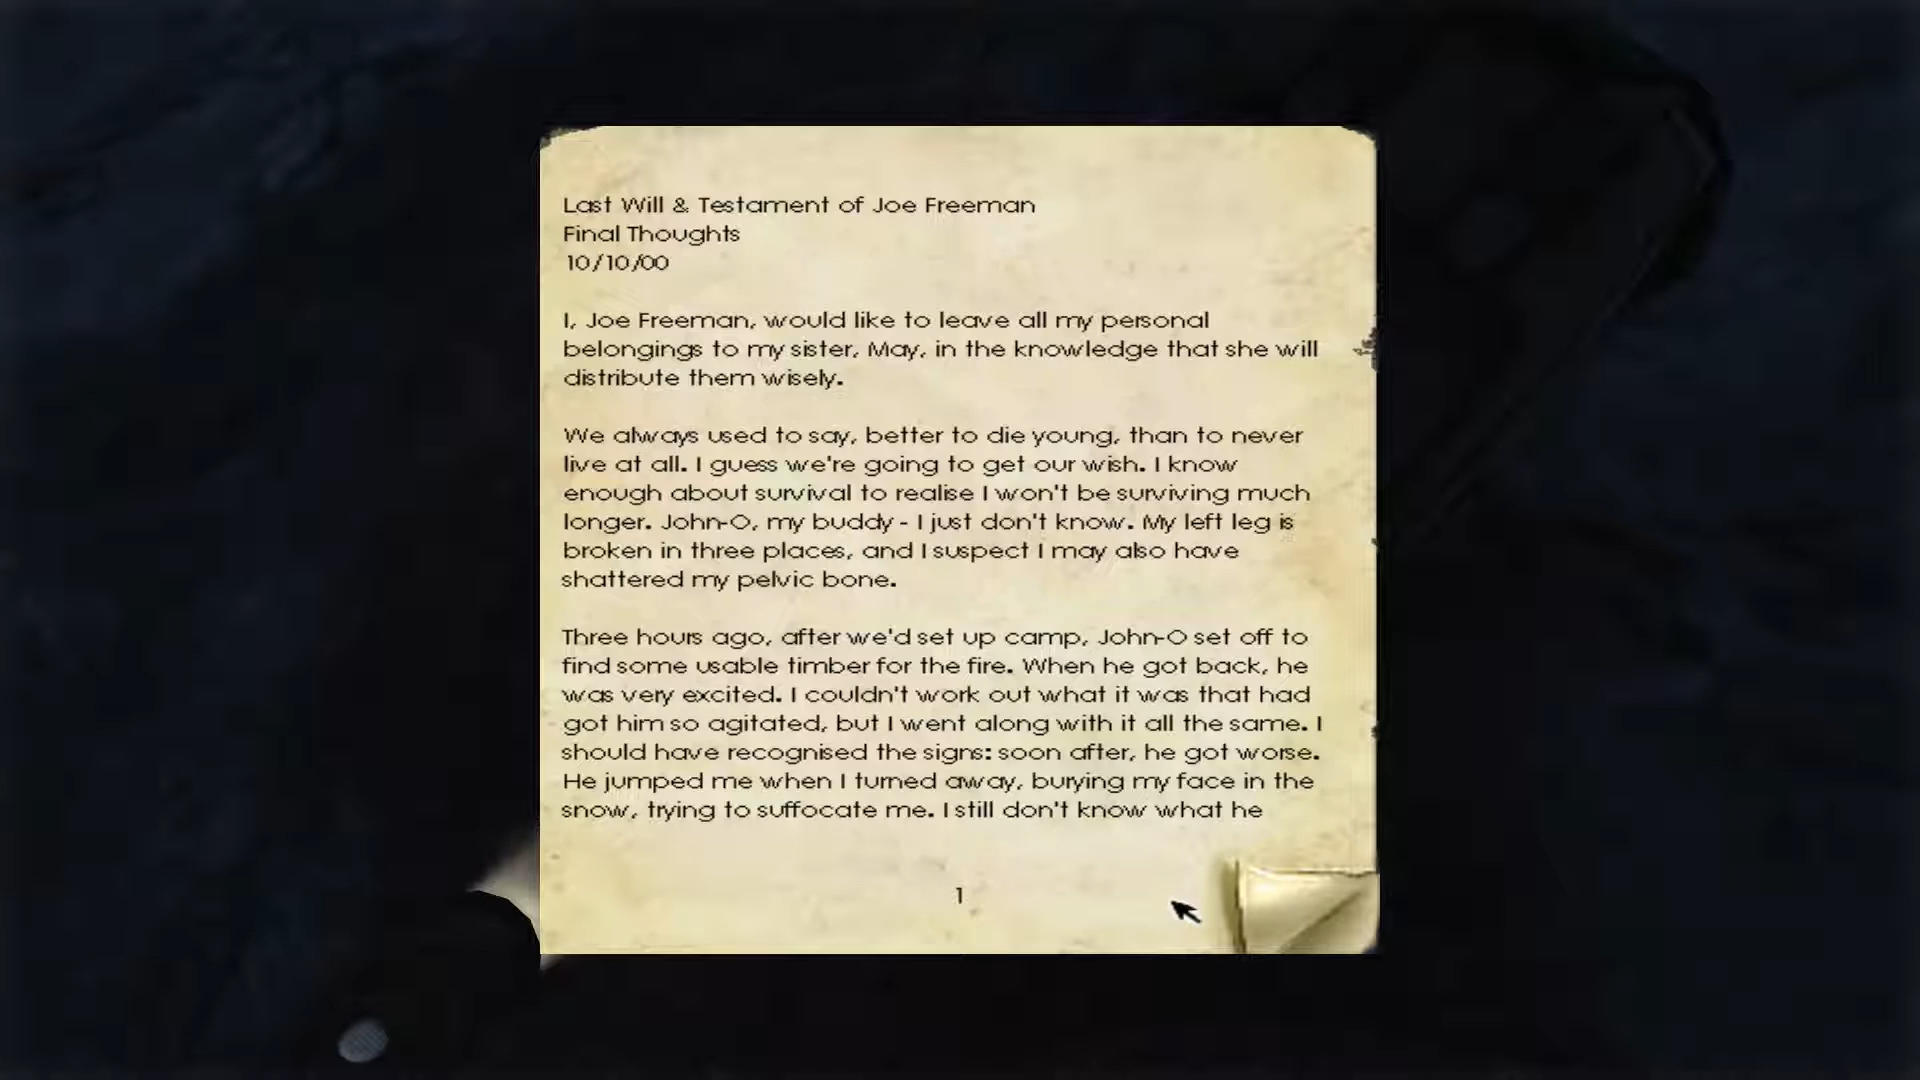 Last Will & Testament of Joe Freeman
Final Thoughts
10/10/00
I, Joe Freeman, would like to leave all my personal
belongings to my sister, May, in the knowledge that she will
distribute them wisely.
We always used to say, better to die young, than to never
live at all. I guess we're going to get our wish. I know
enough about survival to realise I won't be surviving much
longer. John-O, my buddy - I just don't know. My left leg is
broken in three places, and I suspect I may also have
shattered my pelvic bone.
Three hours ago, after we'd set up camp, John-O set off to
find some usable timber for the fire. When he got back, he
was very excited. I couldn't work out what it was that had
got him so agitated, but I went along with it all the same. I
should have recognised the signs: soon after, he got worse.
He jumped me when I turned away, burying my face in the
snow, trying to suffocate me. I still don't know what he
1